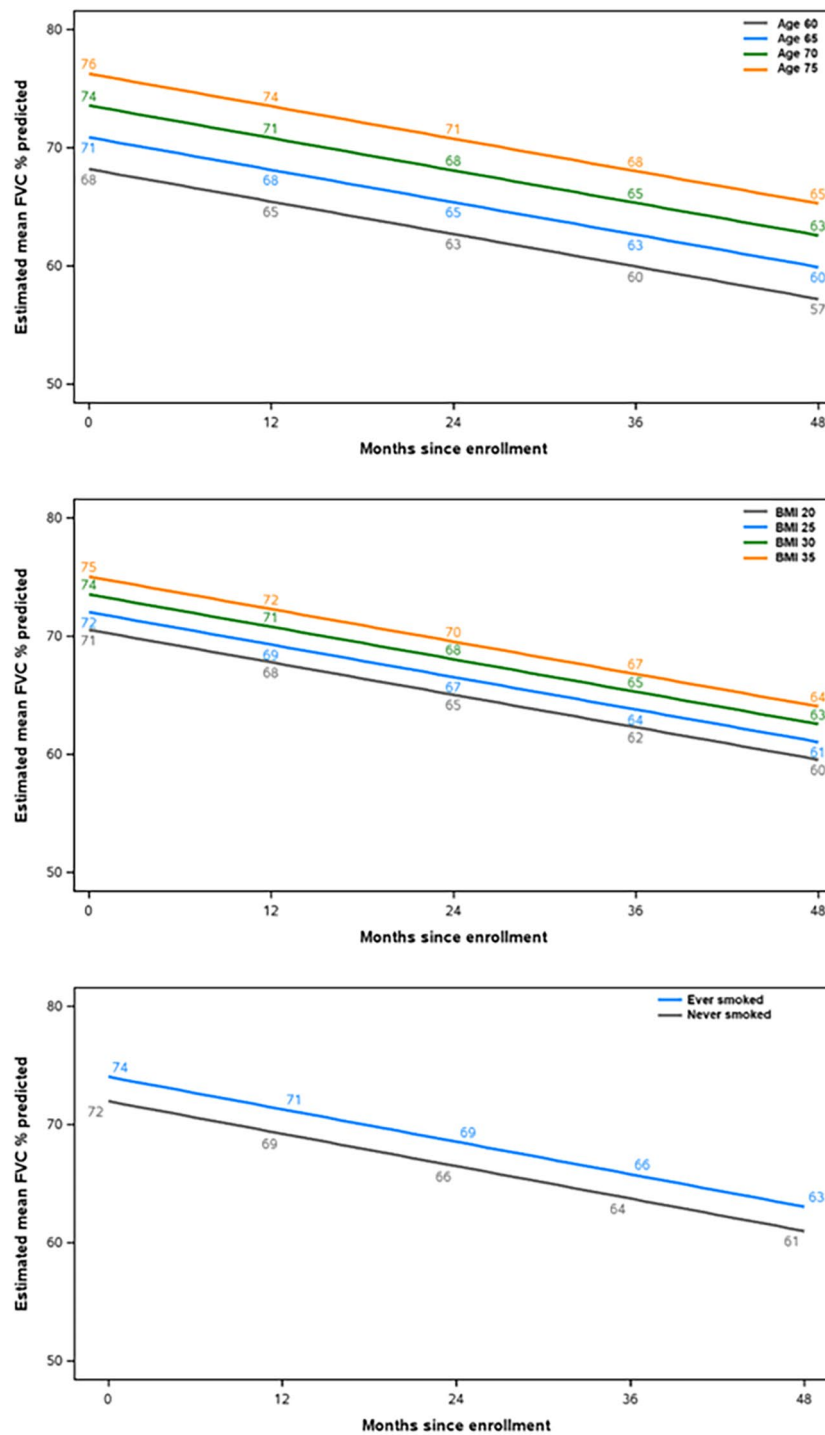 80
70
60
50
Estimated mean FVC % predicted
Age 60
Age 65
Age 70
Age 75
76 74 71 68 65
74 71 68 65 63
71 68 65 63 60
68 65 63 60 57
0 12 24 36 48
Months since enrollment
80
70
60
50
Estimated mean FVC % predicted
BMI 20
BMI 25
BMI 30
BMI 35
75 72 70 67 64
74 71 68 65 63
72 69 67 64 61
71 68 65 62 60
0 12 24 36 48
Months since enrollment
80
70
60
50
Estimated mean FVC % predicted
Ever smoked
Never smoked
74 71 69 66 63
72 69 66 64 61
0 12 24 36 48
Months since enrollment